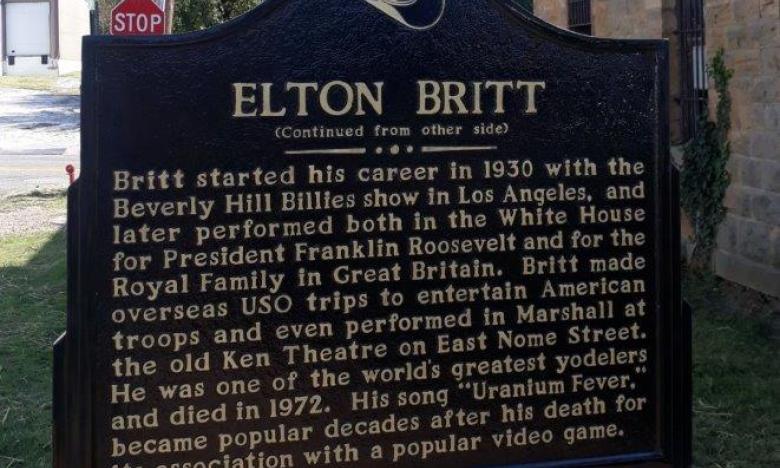 STOP
ELTON BRITT
(Continued from other side)
Britt started his career in 1930 with the
Beverly Hill Billies show in Los Angeles, and
later performed both in the White House
for President Franklin Roosevelt and for the
Royal Family in Great Britain. Britt made
overseas USO trips to entertain American
troops and even performed in Marshall at
the old Ken Theatre on East Nome Street.
He was one of the world's greatest yodelers
and died in 1972. His song "Uranium Fever,"
became popular decades after his death for
its association with a popular video game.